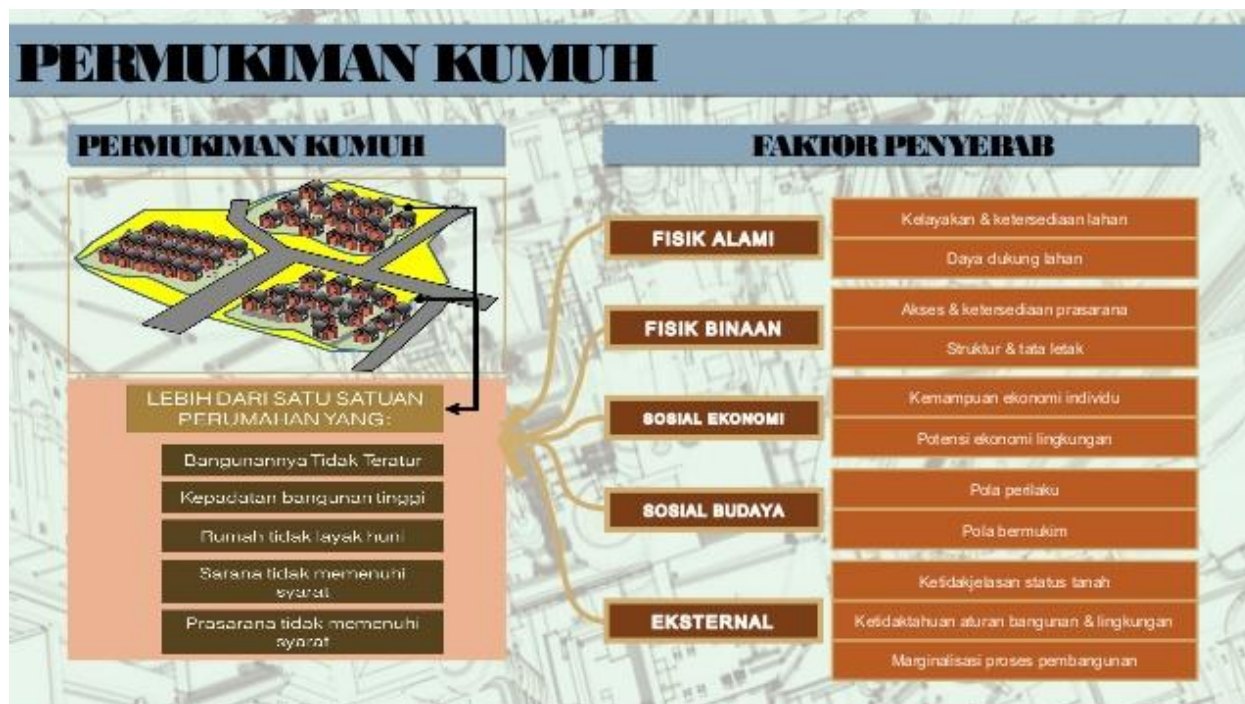 PERMUKIMAN KUMUH
PERMUKIMAN KUMUH
LEBIH DARI SATU SATUAN
PERUMAHAN YANG:
Bangunannya Tidak Teratur
Kepadatan bangunan tinggi
Rumah tidak layak huni
Sarana tidak memenuhi
syarat
Prasarana tidak memenuhi
syarat
FAKTOR PENYEBAB
FISIK ALAMI
Kelayakan & ketersediaan lahan
Daya dukung lahan
FISIK BINAAN
Akses & ketersediaan prasarana
Struktur & tata letak
SOSIAL EKONOMI
Kemampuan ekonomi individu
Potensi ekonomi lingkungan
SOSIAL BUDAYA
Pola perilaku
Pola bermukim
EKSTERNAL
Ketidakjelasan status tanah
Ketidaktahuan aturan bangunan & lingkungan
Marginalisasi proses pembangunan